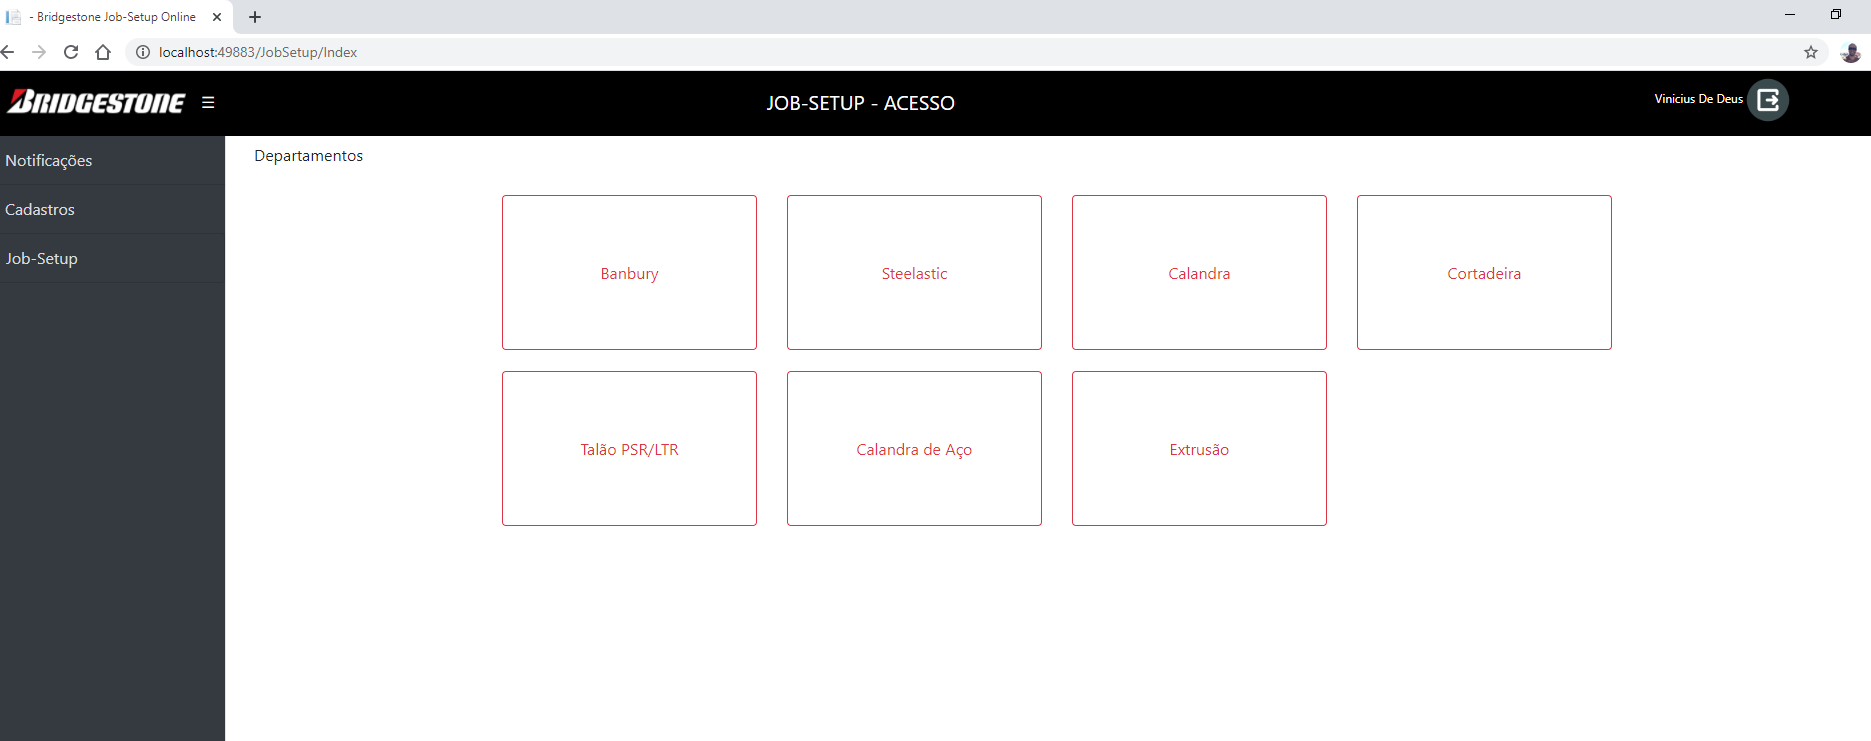 - Bridgestone Job-Setup Online
localhost:49883/JobSetup/Index
BRIDGESTONE
JOB-SETUP - ACESSO
Vinicius De Deus
Notificações
Cadastros
Job-Setup
Departamentos
Banbury
Steelastic
Calandra
Cortadeira
Talão PSR/LTR
Calandra de Aço
Extrusão